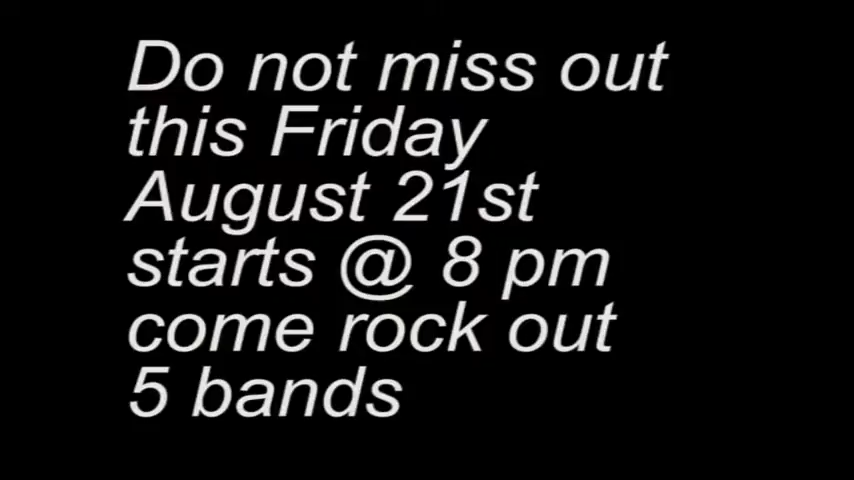 Do not miss out
this Friday
August 21st
starts @ 8 pm
come rock out
5 bands